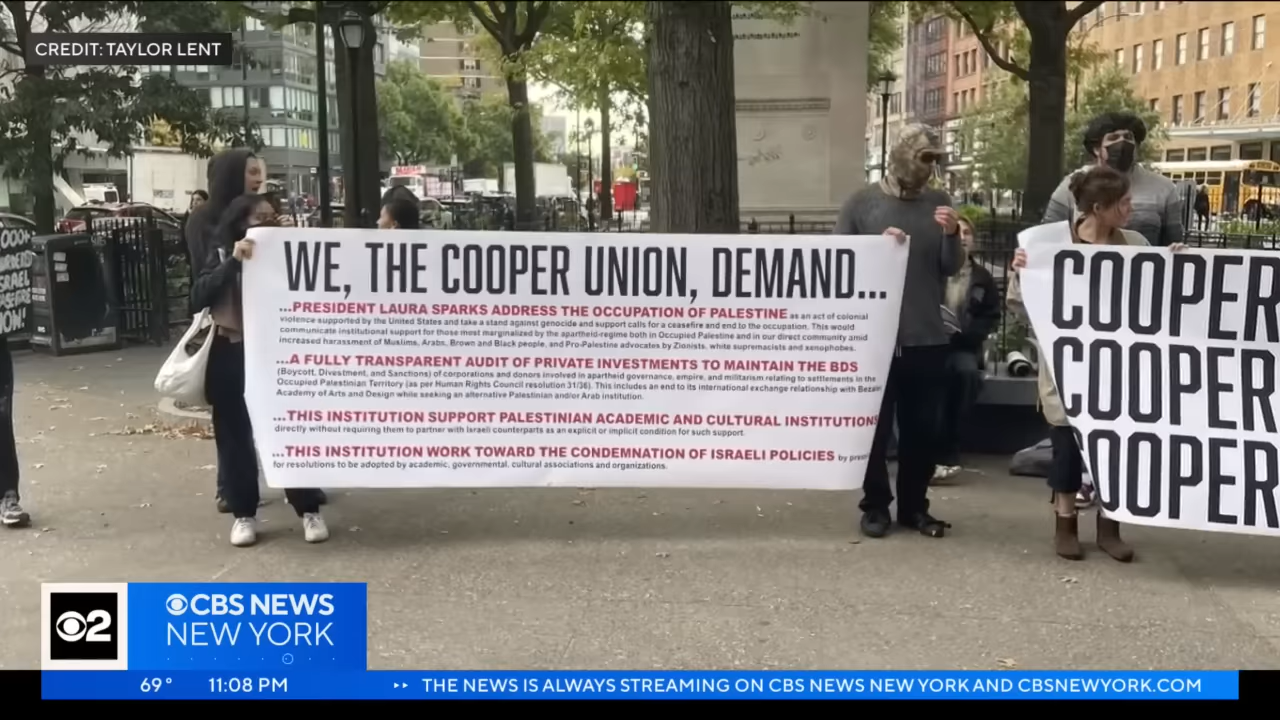 CREDIT: TAYLOR LENT
WE, THE COOPER UNION, DEMAND...
...PRESIDENT LAURA SPARKS ADDRESS THE OCCUPATION OF PALESTINE as an act of colonial
violence supported by the United States and take a stand against genocide and support calls for a ceasefire and end to the occupation. This would
communicate institutional support for those most marginalized by the apartheid-regime both in Occupied Palestine and in our direct community amid
increased harassment of Muslims, Arabs, Brown and Black people, and Pro-Palestine advocates by Zionists, white supremacists and xenophobes.
...A FULLY TRANSPARENT AUDIT OF PRIVATE INVESTMENTS TO MAINTAIN THE BDS
(Boycott, Divestment, and Sanctions) of corporations and donors involved in apartheid governance, empire, and militarism relating to settlements in the
Occupied Palestinian Territory (as per Human Rights Council resolution 31/36). This includes an end to its international exchange relationship with Bezalel
Academy of Arts and Design while seeking an alternative Palestinian and/or Arab institution.
...THIS INSTITUTION SUPPORT PALESTINIAN ACADEMIC AND CULTURAL INSTITUTIONS
directly without requiring them to partner with Israeli counterparts as an explicit or implicit condition for such support.
...THIS INSTITUTION WORK TOWARD THE CONDEMNATION OF ISRAELI POLICIES by
for resolutions to be adopted by academic, governmental, cultural associations and organizations.
COOPER
COOPER
COOPER
NOW!
2
CBS NEWS
NEW YORK
69° 11:08 PM THE NEWS IS ALWAYS STREAMING ON CBS NEWS NEW YORK AND CBSNEWYORK.COM